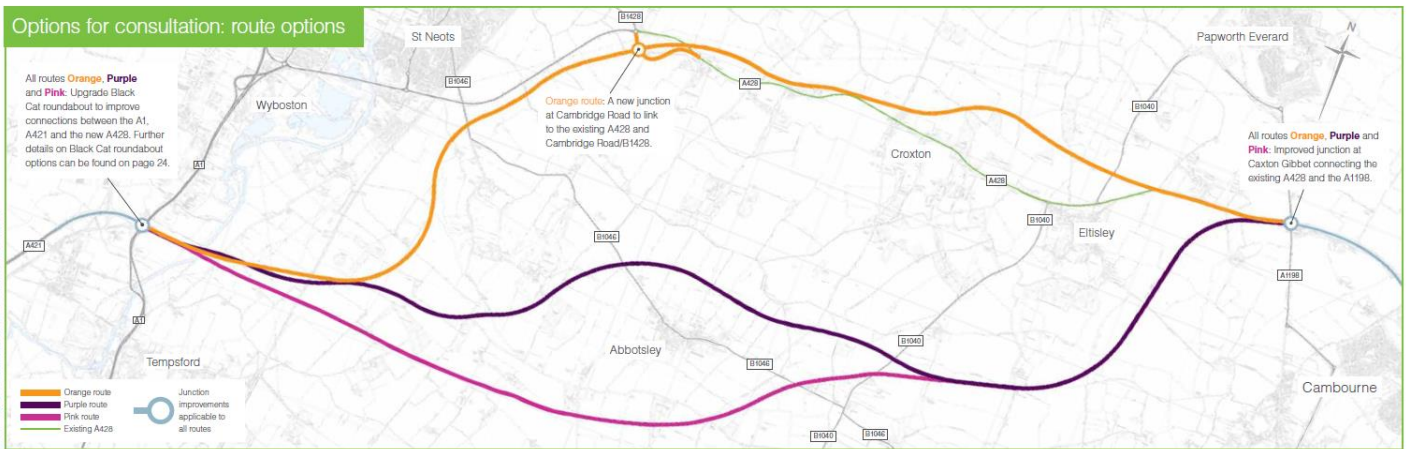 Options for consultation: route options
All routes Orange, Purple
and Pink: Upgrade Black
Cat roundabout to improve
connections between the A1,
A421 and the new A428. Further
details on Black Cat roundabout
options can be found on page 24.
St Neots
B1428
Papworth Everard
N
Wyboston
B1046
A428
Orange route: A new junction
at Cambridge Road to link
to the existing A428 and
Cambridge Road/B1428.
B1040
All routes Orange, Purple and
Pink: Improved junction at
Caxton Gibbet connecting the
existing A428 and the A1198.
A1
Croxton
A428
A421
B1046
B1040
Eltisley
A1198
A1
Tempsford
Abbotsley
B1040
B1046
Cambourne
Orange route
Purple route
Pink route
Existing A428
Junction
improvements
applicable to
all routes
B1040
B1046